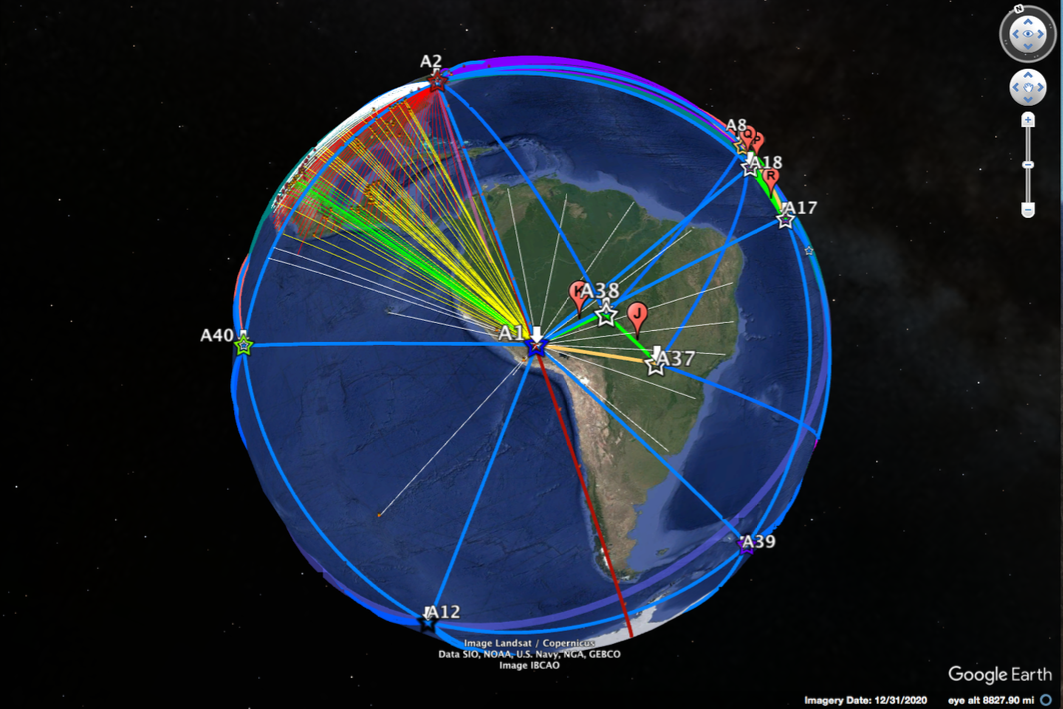 N
A2
A8
Q
P
A18
R
A17
K
A38
J
A1
A40
A37
A39
A12
Image Landsat / Copernicus
Data SIO, NOAA, U.S. Navy, NGA, GEBCO
Image IBCAO
Google Earth
Imagery Date: 12/31/2020 eye alt 8827.90 mi